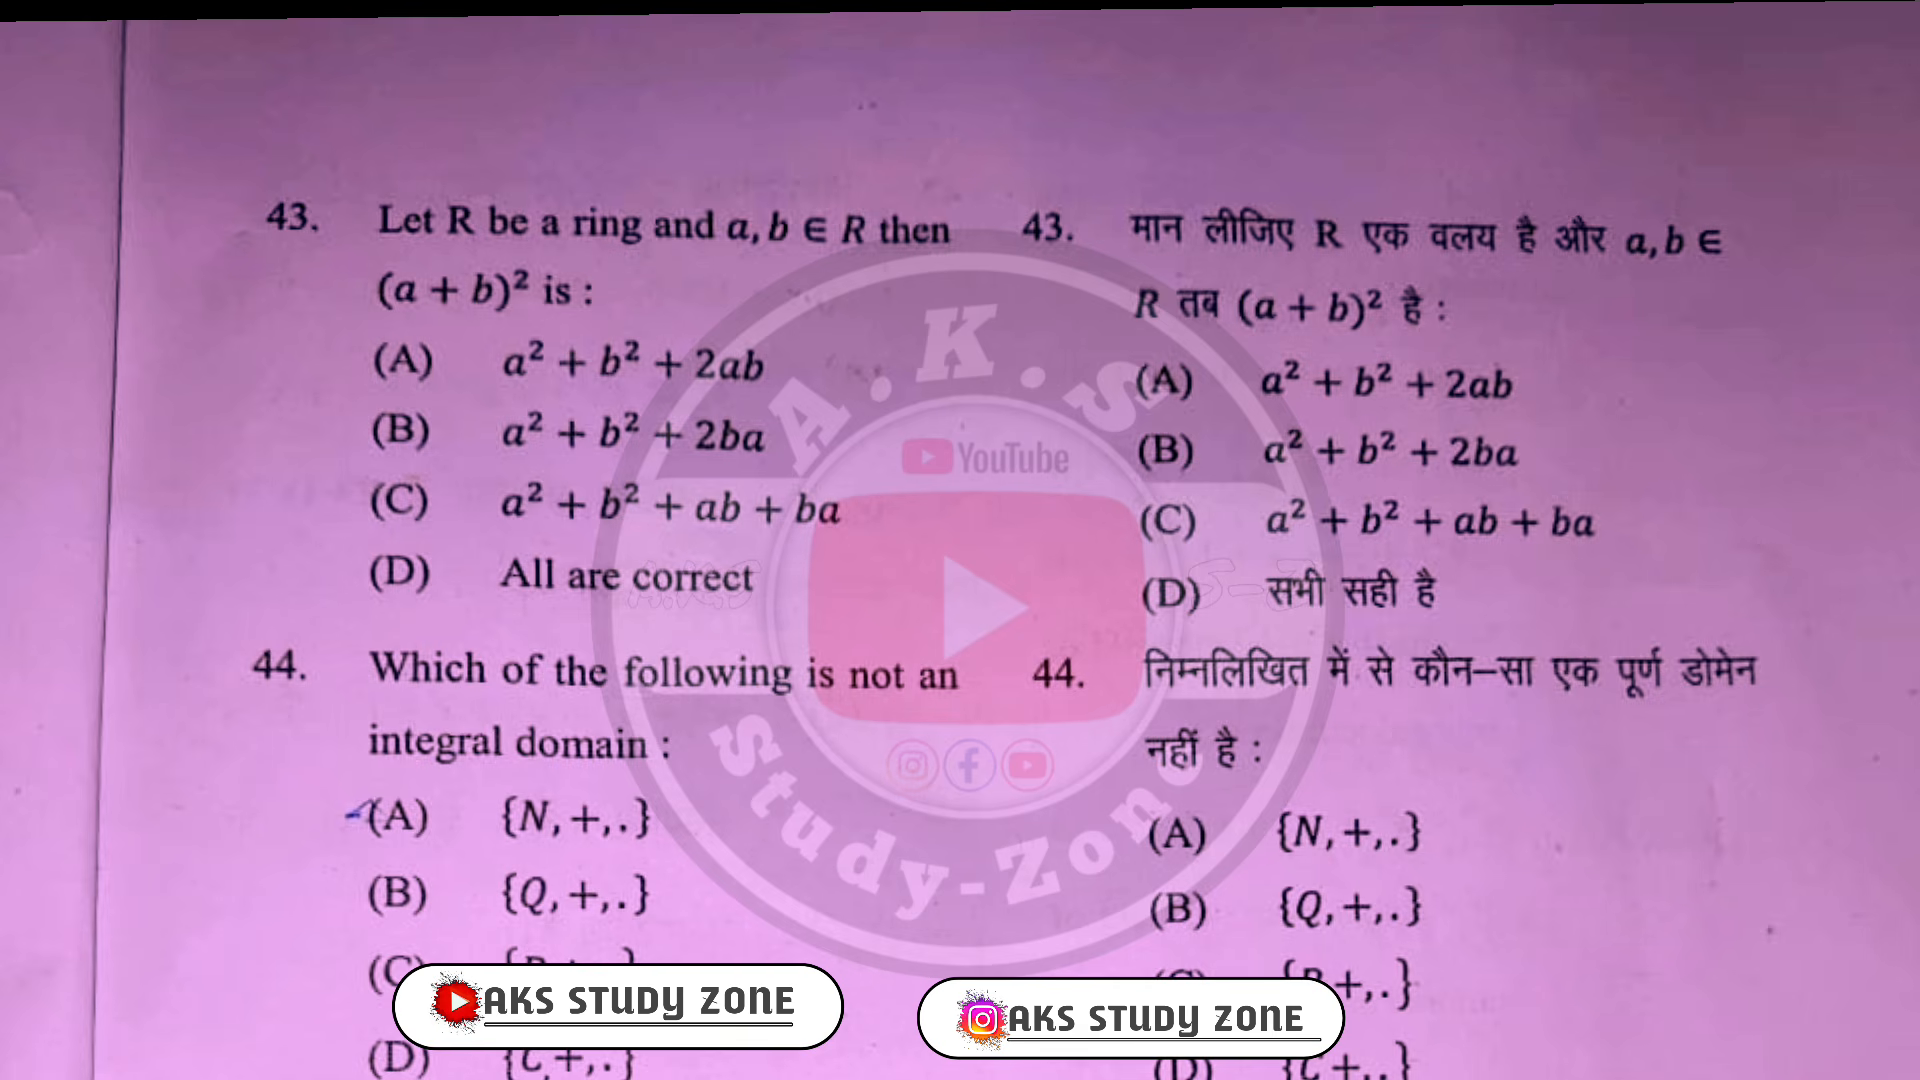 43. Let R be a ring and a, b ∈ R then
(a + b)² is :
(A) a² + b² + 2ab
(B) a² + b² + 2ba
(C) a² + b² + ab + ba
(D) All are correct
44. Which of the following is not an
integral domain :
(A) {N, +, .}
(B) {Q, +, .}
(C)
(D) {C +, . }
43. मान लीजिए R एक वलय है और a, b ∈
R तब (a + b)² है :
(A) a² + b² + 2ab
(B) a² + b² + 2ba
(C) a² + b² + ab + ba
(D) सभी सही है
44. निम्नलिखित में से कौन–सा एक पूर्ण डोमेन
नहीं है :
(A) {N, +, .}
(B) {Q, +, .}
(C) {R +, .}
(D) {C +, .}
A.K.S
YouTube
Study-Zone
AKS STUDY ZONE
AKS STUDY ZONE